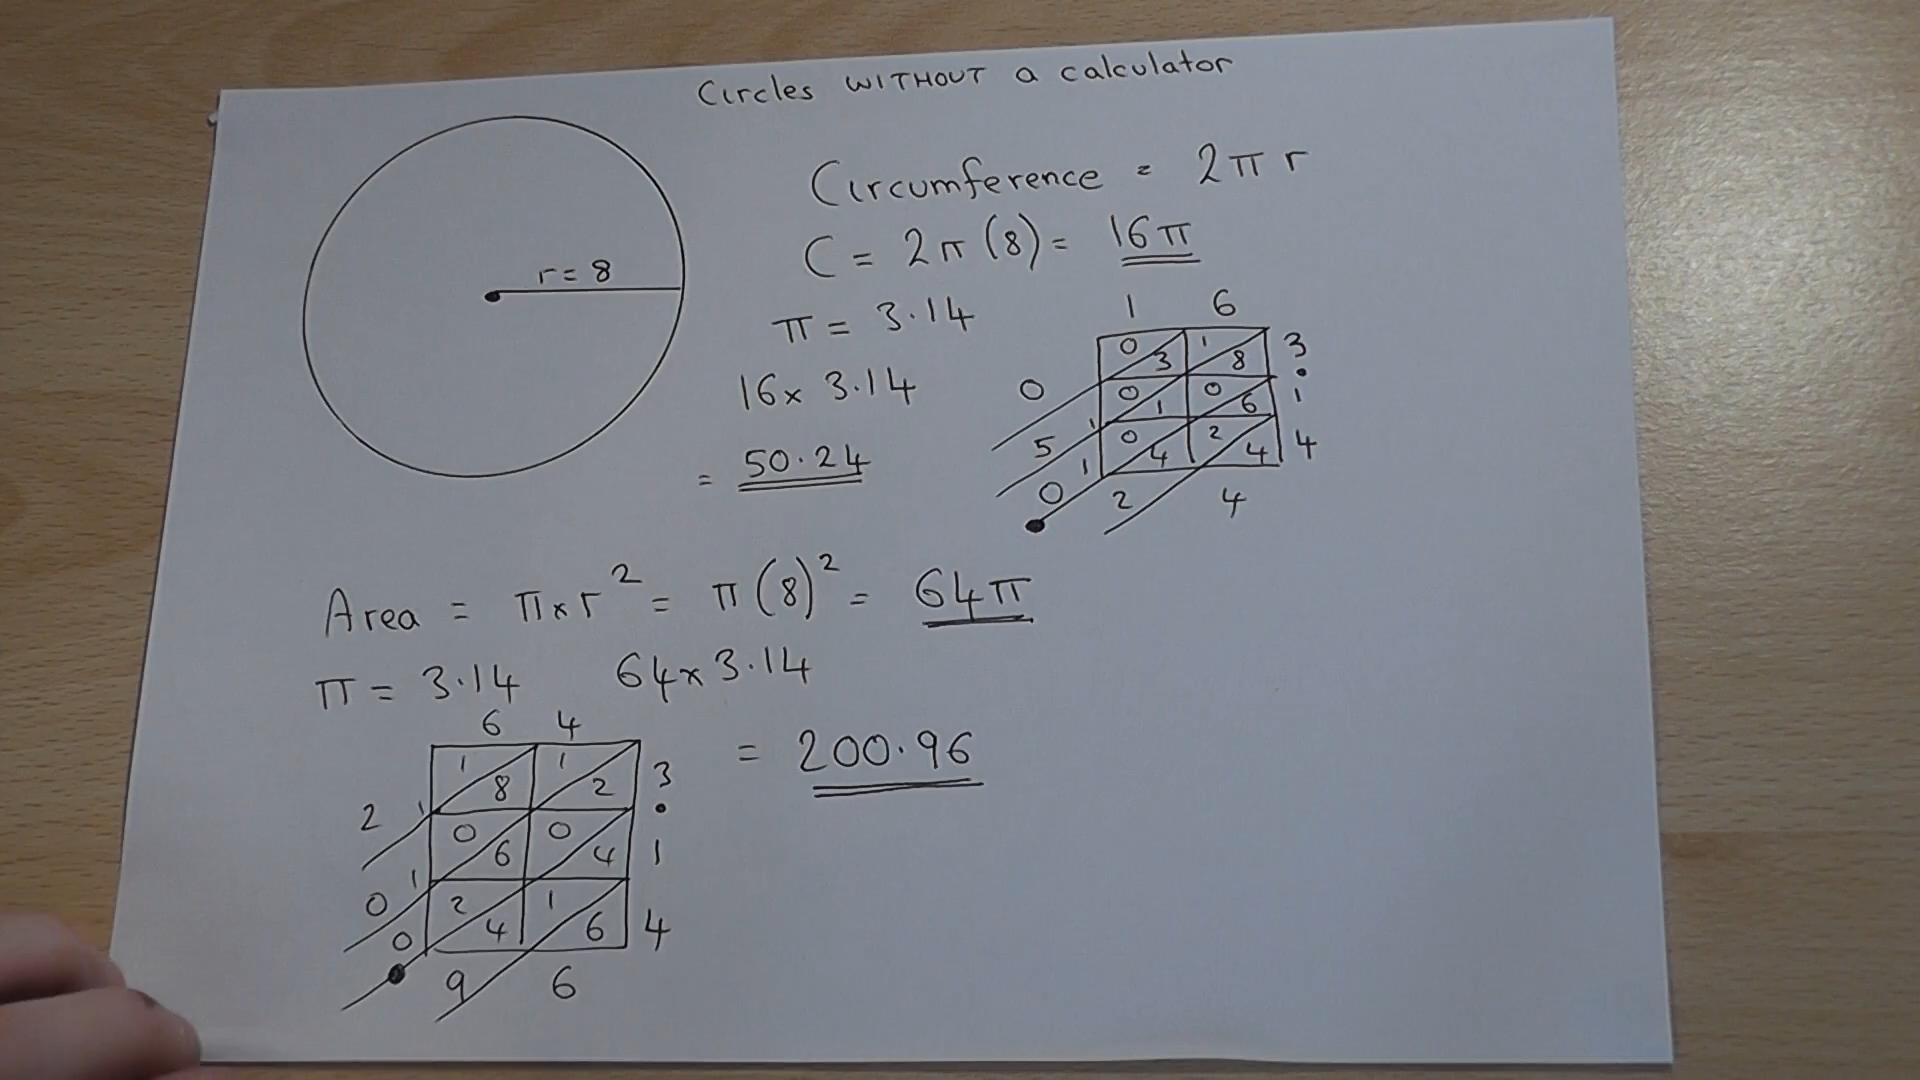 Circles WITHOUT a calculator
r = 8
Circumference = 2πr
C = 2π(8) = 16π
π = 3.14
16 x 3.14
= 50.24
1 6
0 3 1 8 3
0 .
0 1 0 6 1
1
5 0 4 2 4 4
1
0 2 4
Area = π x r² = π(8)² = 64π
π = 3.14 64 x 3.14
= 200.96
6 4
1 8 1 2 3
2 1 .
0 6 0 4 1
1
0 2 4 1 6 4
0
9 6